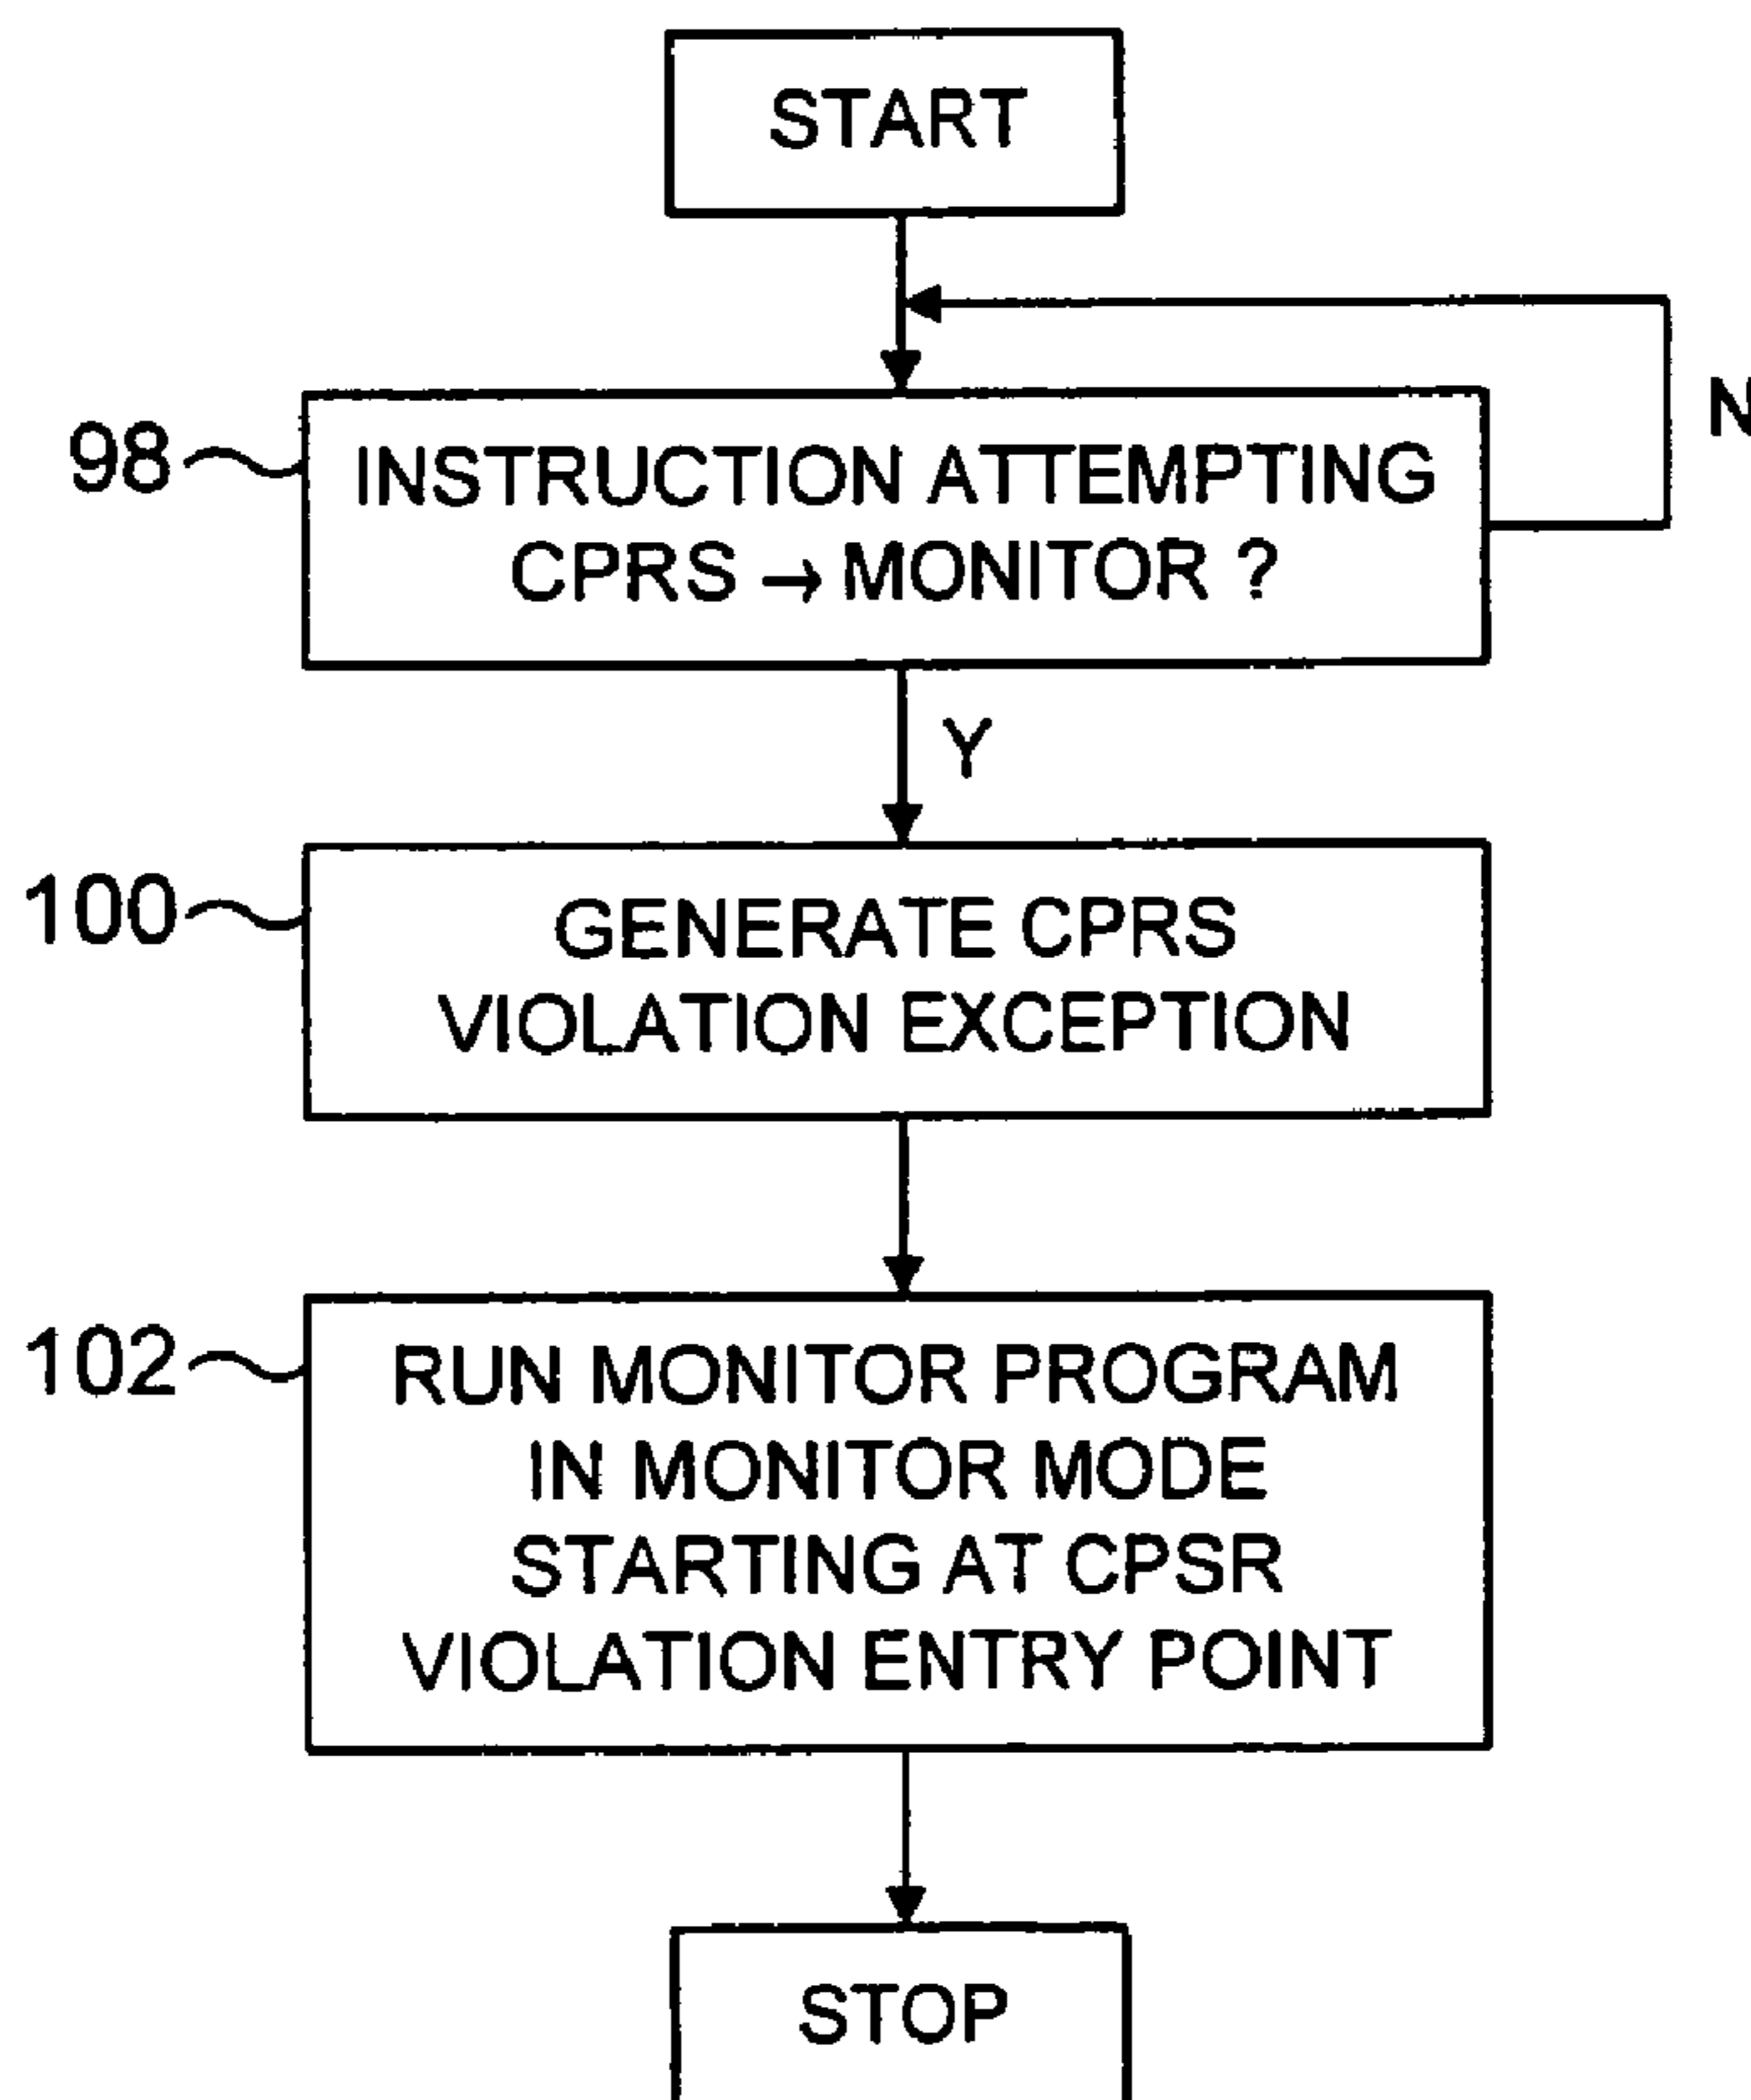 START
N
98
INSTRUCTION ATTEMPTING
CPRS → MONITOR ?
Y
100
GENERATE CPRS
VIOLATION EXCEPTION
102
RUN MONITOR PROGRAM
IN MONITOR MODE
STARTING AT CPSR
VIOLATION ENTRY POINT
STOP